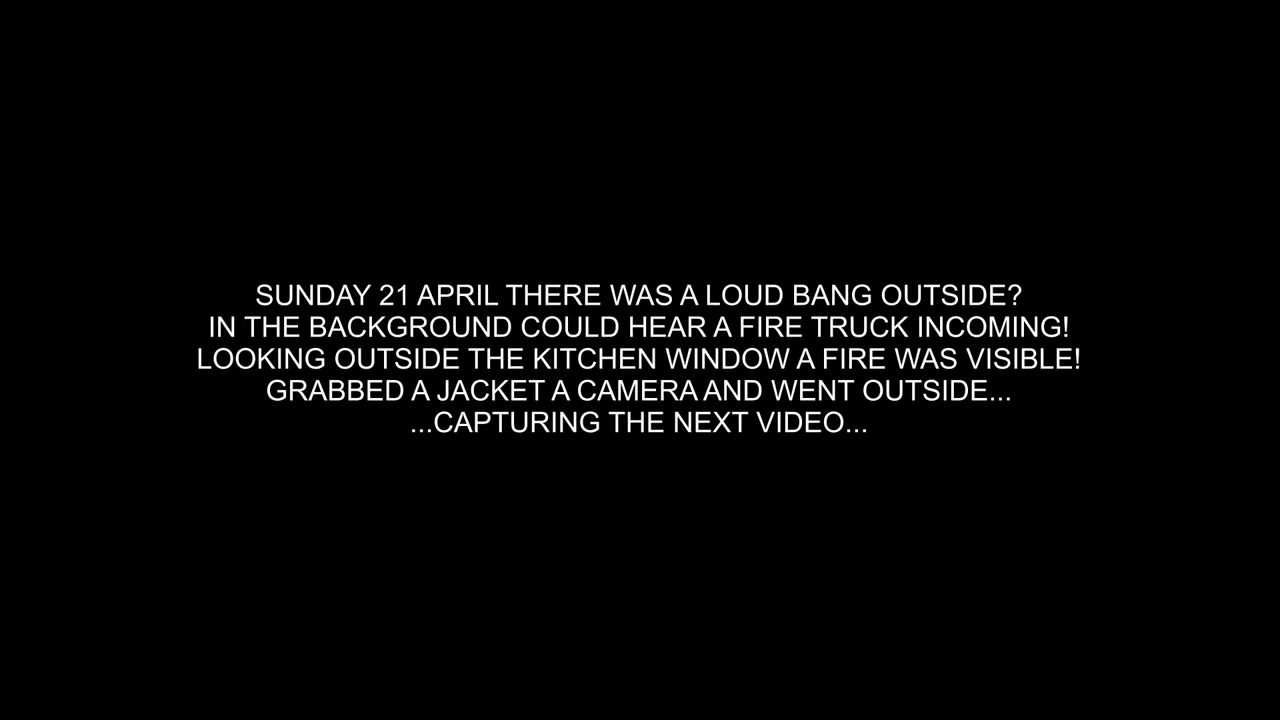 SUNDAY 21 APRIL THERE WAS A LOUD BANG OUTSIDE?
IN THE BACKGROUND COULD HEAR A FIRE TRUCK INCOMING!
LOOKING OUTSIDE THE KITCHEN WINDOW A FIRE WAS VISIBLE!
GRABBED A JACKET A CAMERA AND WENT OUTSIDE...
...CAPTURING THE NEXT VIDEO...